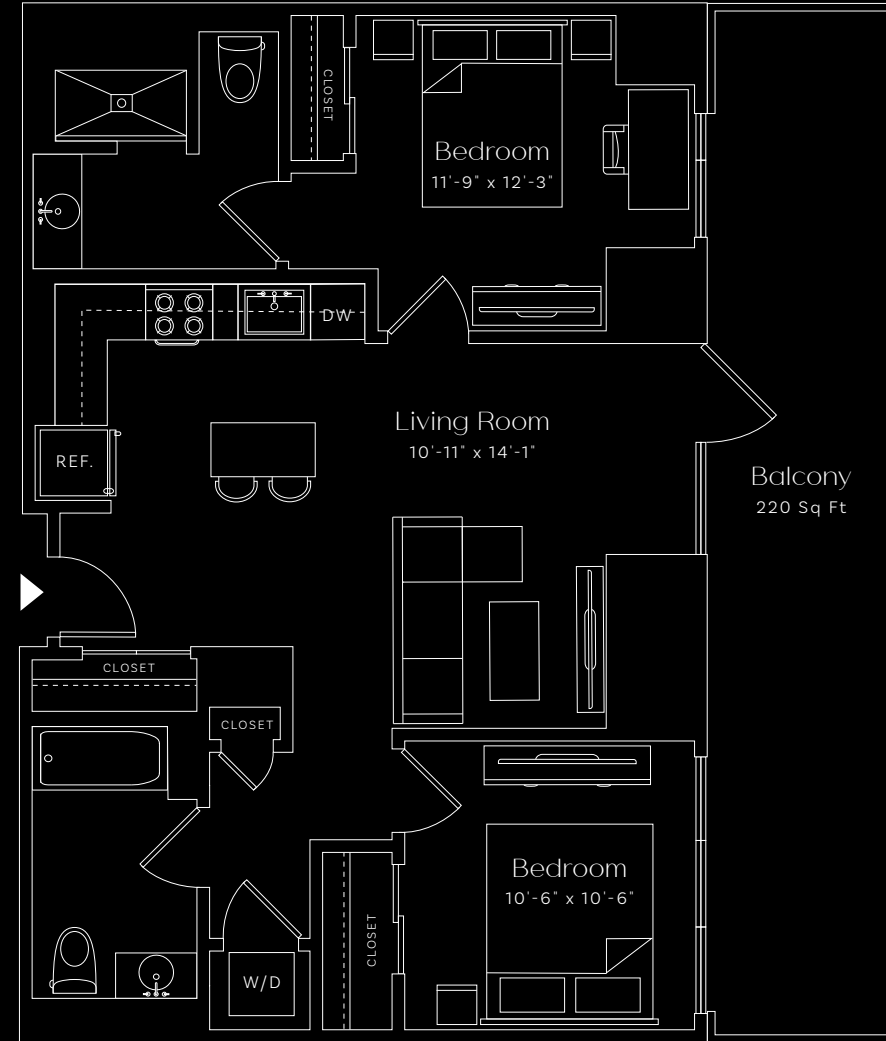 CLOSET
Bedroom
11'-9" x 12'-3"
DW
Living Room
10'-11" x 14'-1"
REF.
Balcony
220 Sq Ft
CLOSET
CLOSET
Bedroom
10'-6" x 10'-6"
CLOSET
W/D